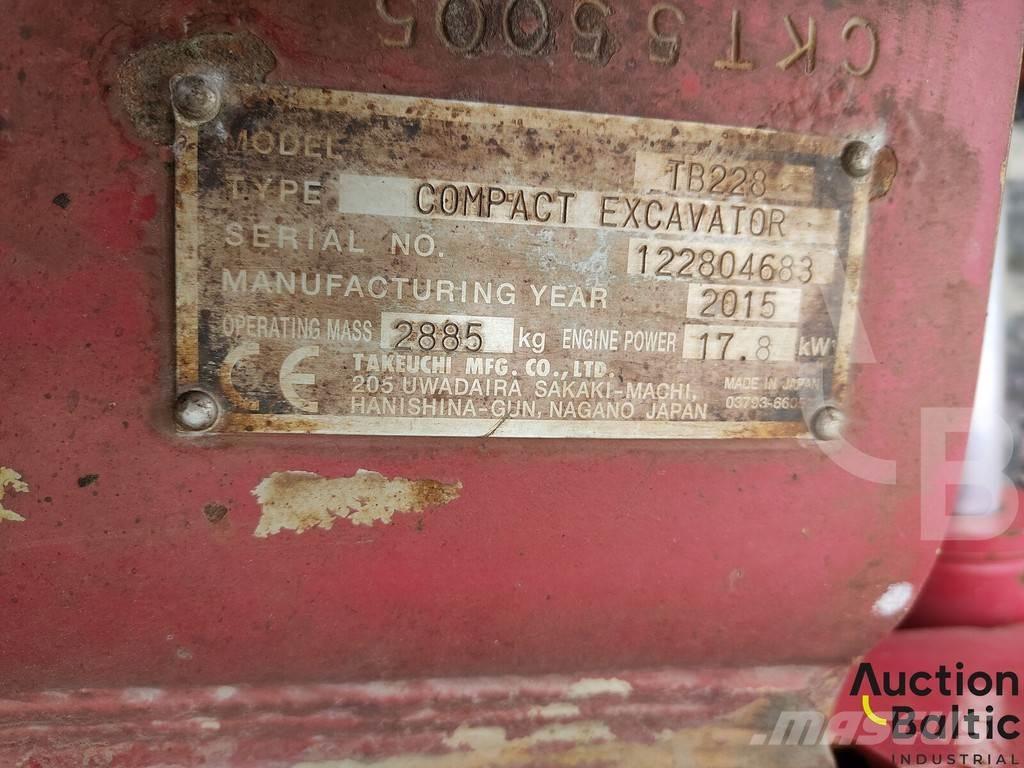 CKT55005
MODEL TB228
TYPE COMPACT EXCAVATOR
SERIAL NO. 122804683
MANUFACTURING YEAR 2015
OPERATING MASS 2885 kg ENGINE POWER 17.8 kW
CE TAKEUCHI MFG. CO.,LTD.
205 UWADAIRA SAKAKI-MACHI, MADE IN JAPAN
HANISHINA-GUN, NAGANO JAPAN
AB
Auction
Baltic
INDUSTRIAL